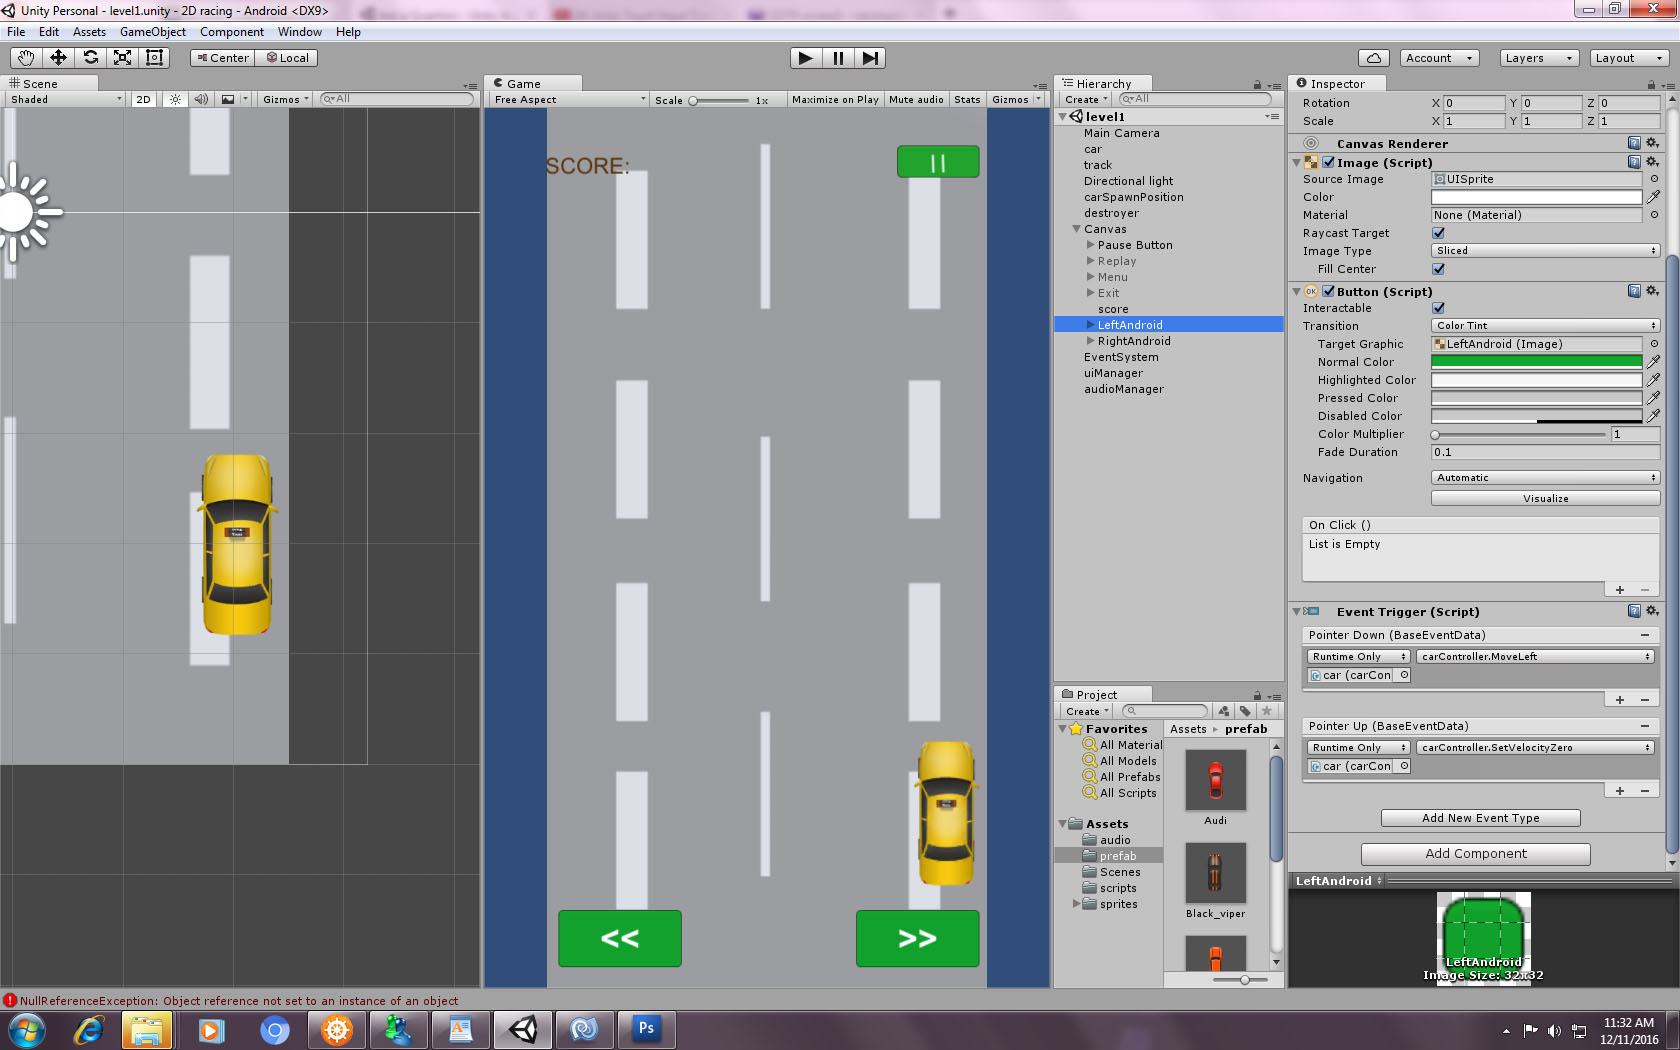 Unity Personal - level1.unity - 2D racing - Android <DX9>
File Edit Assets GameObject Component Window Help
Center Local
Account Layers Layout
Scene
Shaded 2D Gizmos All
Game
Free Aspect Scale 1x Maximize on Play Mute audio Stats Gizmos
SCORE:
||
<< >>
Hierarchy
Create All
level1
Main Camera
car
track
Directional light
carSpawnPosition
destroyer
Canvas
Pause Button
Replay
Menu
Exit
score
LeftAndroid
RightAndroid
EventSystem
uiManager
audioManager
Project
Create
Favorites
All Material
All Models
All Prefabs
All Scripts
Assets
audio
prefab
Scenes
scripts
sprites
Assets prefab
Audi
Black_viper
Inspector
Rotation X 0 Y 0 Z 0
Scale X 1 Y 1 Z 1
Canvas Renderer
Image (Script)
Source Image UISprite
Color
Material None (Material)
Raycast Target
Image Type Sliced
Fill Center
OK Button (Script)
Interactable
Transition Color Tint
Target Graphic LeftAndroid (Image)
Normal Color
Highlighted Color
Pressed Color
Disabled Color
Color Multiplier 1
Fade Duration 0.1
Navigation Automatic
Visualize
On Click ()
List is Empty
+ −
Event Trigger (Script)
Pointer Down (BaseEventData) −
Runtime Only carController.MoveLeft
car (carCon
+ −
Pointer Up (BaseEventData) −
Runtime Only carController.SetVelocityZero
car (carCon
+ −
Add New Event Type
Add Component
LeftAndroid
LeftAndroid
Image Size: 32x32
NullReferenceException: Object reference not set to an instance of an object
Ps
11:32 AM
12/11/2016